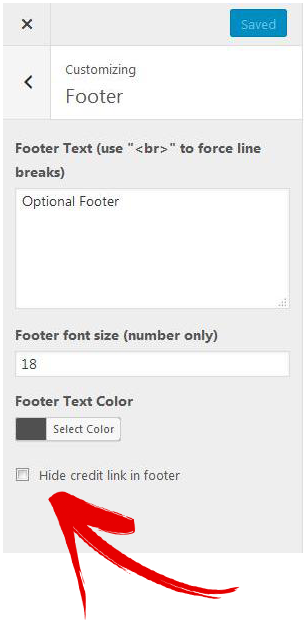 Saved
Customizing
Footer
Footer Text (use "<br>" to force line
breaks)
Optional Footer
Footer font size (number only)
18
Footer Text Color
Select Color
Hide credit link in footer